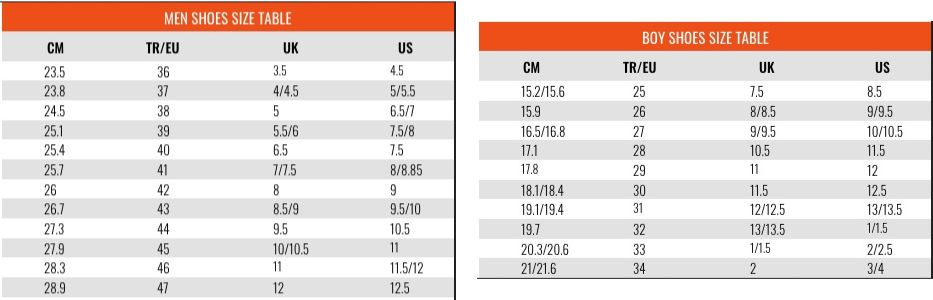 MEN SHOES SIZE TABLE
CM TR/EU UK US
23.5 36 3.5 4.5
23.8 37 4/4.5 5/5.5
24.5 38 5 6.5/7
25.1 39 5.5/6 7.5/8
25.4 40 6.5 7.5
25.7 41 7/7.5 8/8.85
26 42 8 9
26.7 43 8.5/9 9.5/10
27.3 44 9.5 10.5
27.9 45 10/10.5 11
28.3 46 11 11.5/12
28.9 47 12 12.5
BOY SHOES SIZE TABLE
CM TR/EU UK US
15.2/15.6 25 7.5 8.5
15.9 26 8/8.5 9/9.5
16.5/16.8 27 9/9.5 10/10.5
17.1 28 10.5 11.5
17.8 29 11 12
18.1/18.4 30 11.5 12.5
19.1/19.4 31 12/12.5 13/13.5
19.7 32 13/13.5 1/1.5
20.3/20.6 33 1/1.5 2/2.5
21/21.6 34 2 3/4